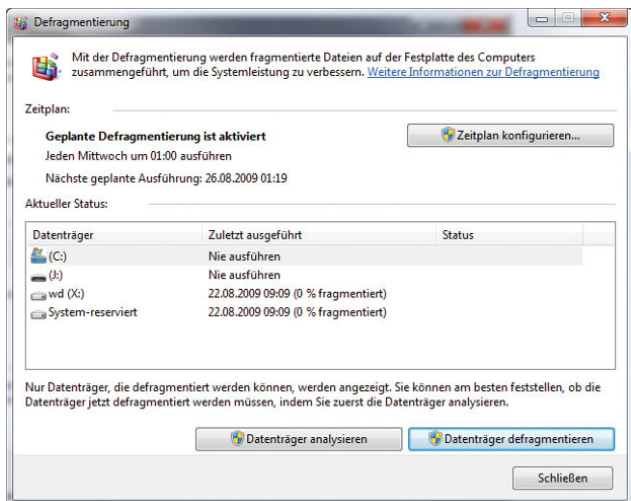 Defragmentierung
Mit der Defragmentierung werden fragmentierte Dateien auf der Festplatte des Computers
zusammengeführt, um die Systemleistung zu verbessern. Weitere Informationen zur Defragmentierung
Zeitplan:
Geplante Defragmentierung ist aktiviert
Zeitplan konfigurieren...
Jeden Mittwoch um 01:00 ausführen
Nächste geplante Ausführung: 26.08.2009 01:19
Aktueller Status:
Datenträger Zuletzt ausgeführt Status
(C:) Nie ausführen
(J:) Nie ausführen
wd (X:) 22.08.2009 09:09 (0 % fragmentiert)
System-reserviert 22.08.2009 09:09 (0 % fragmentiert)
Nur Datenträger, die defragmentiert werden können, werden angezeigt. Sie können am besten feststellen, ob die
Datenträger jetzt defragmentiert werden müssen, indem Sie zuerst die Datenträger analysieren.
Datenträger analysieren Datenträger defragmentieren
Schließen